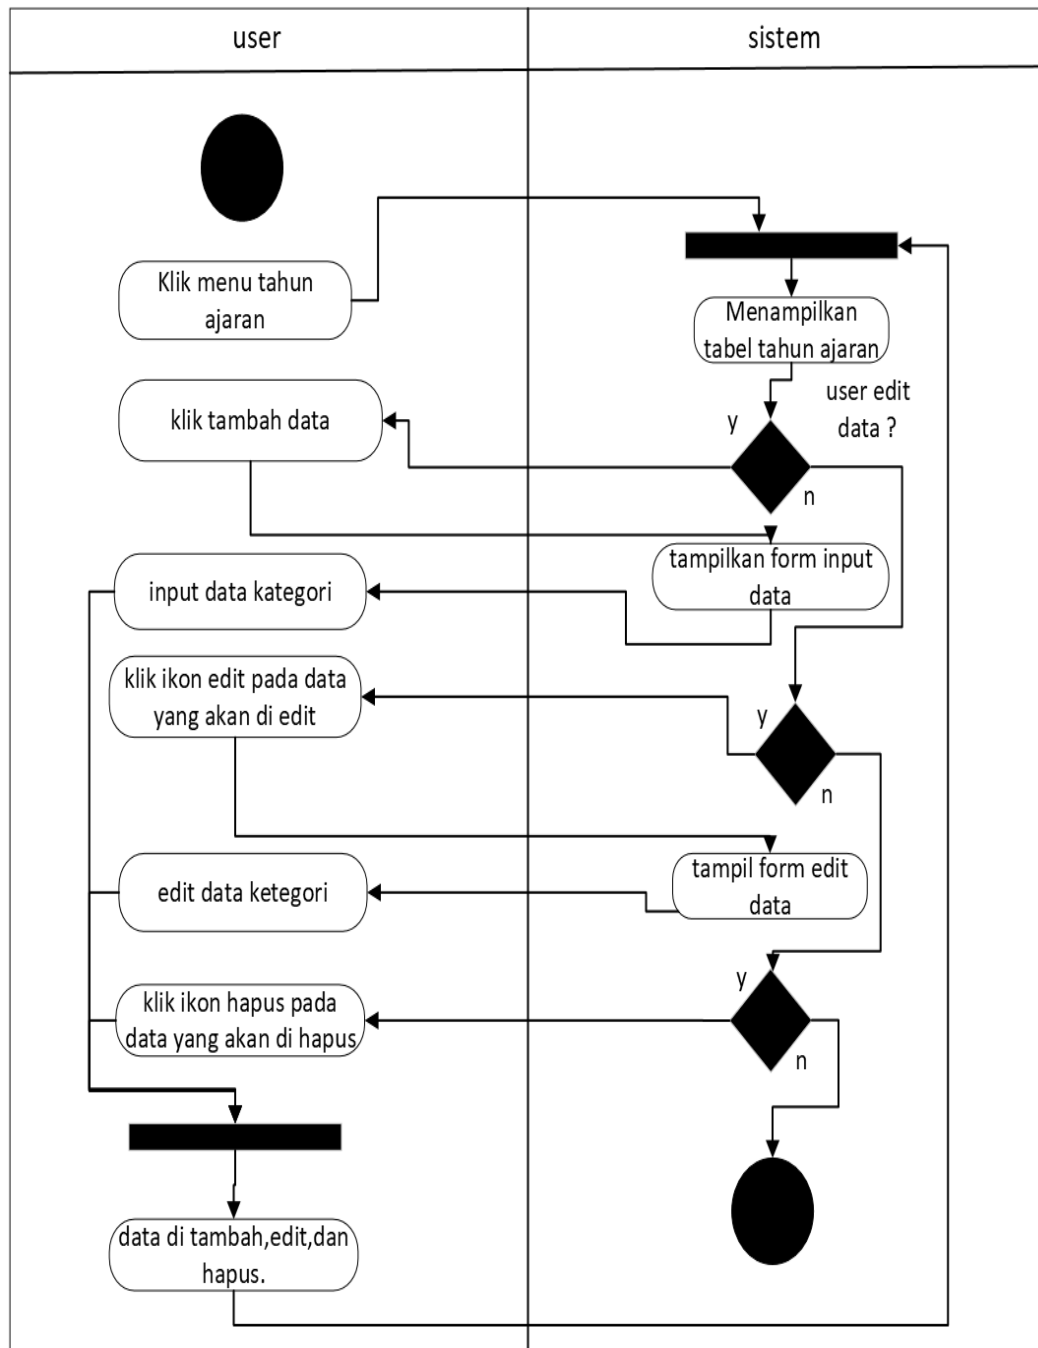 user
sistem
Klik menu tahun
ajaran
Menampilkan
tabel tahun ajaran
user edit
data ?
y
klik tambah data
n
tampilkan form input
data
input data kategori
klik ikon edit pada data
yang akan di edit
y
n
tampil form edit
data
edit data ketegori
y
klik ikon hapus pada
data yang akan di hapus
n
data di tambah,edit,dan
hapus.